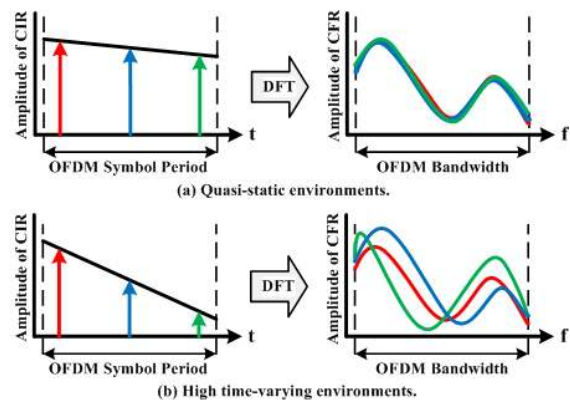 Amplitude of CIR
t
OFDM Symbol Period
DFT
Amplitude of CFR
f
OFDM Bandwidth
(a) Quasi-static environments.
Amplitude of CIR
t
OFDM Symbol Period
DFT
Amplitude of CFR
f
OFDM Bandwidth
(b) High time-varying environments.